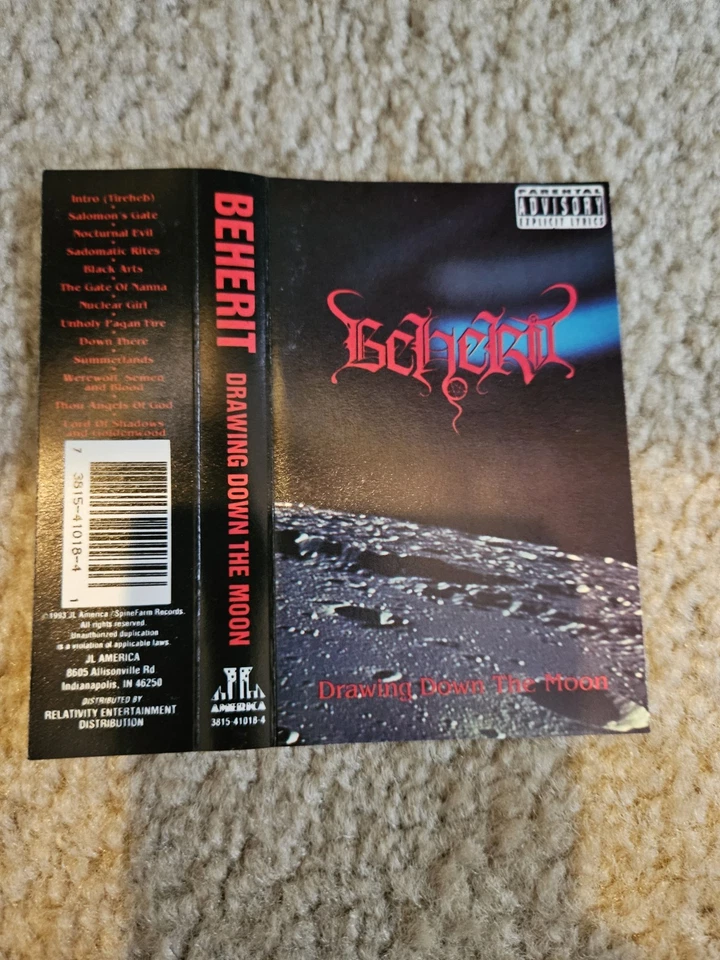 Intro (Tireheb)
Salomon's Gate
Nocturnal Evil
Sadomatic Rites
Black Arts
The Gate Of Nanna
Nuclear Girl
Unholy Pagan Fire
Down There
Summerlands
Werewolf, Semen
and Blood
Thou Angels Of God
Lord Of Shadows
and Goldenwood
7 3815-41018-4 1
©1993 JL America / SpineFarm Records.
All rights reserved.
Unauthorized duplication
is a violation of applicable laws.
JL AMERICA
8605 Allisonville Rd
Indianapolis, IN 46250
DISTRIBUTED BY
RELATIVITY ENTERTAINMENT
DISTRIBUTION
BEHERIT DRAWING DOWN THE MOON
JL
AMERICA
3815 41018-4
PARENTAL
ADVISORY
EXPLICIT LYRICS
Beherit
Drawing Down The Moon